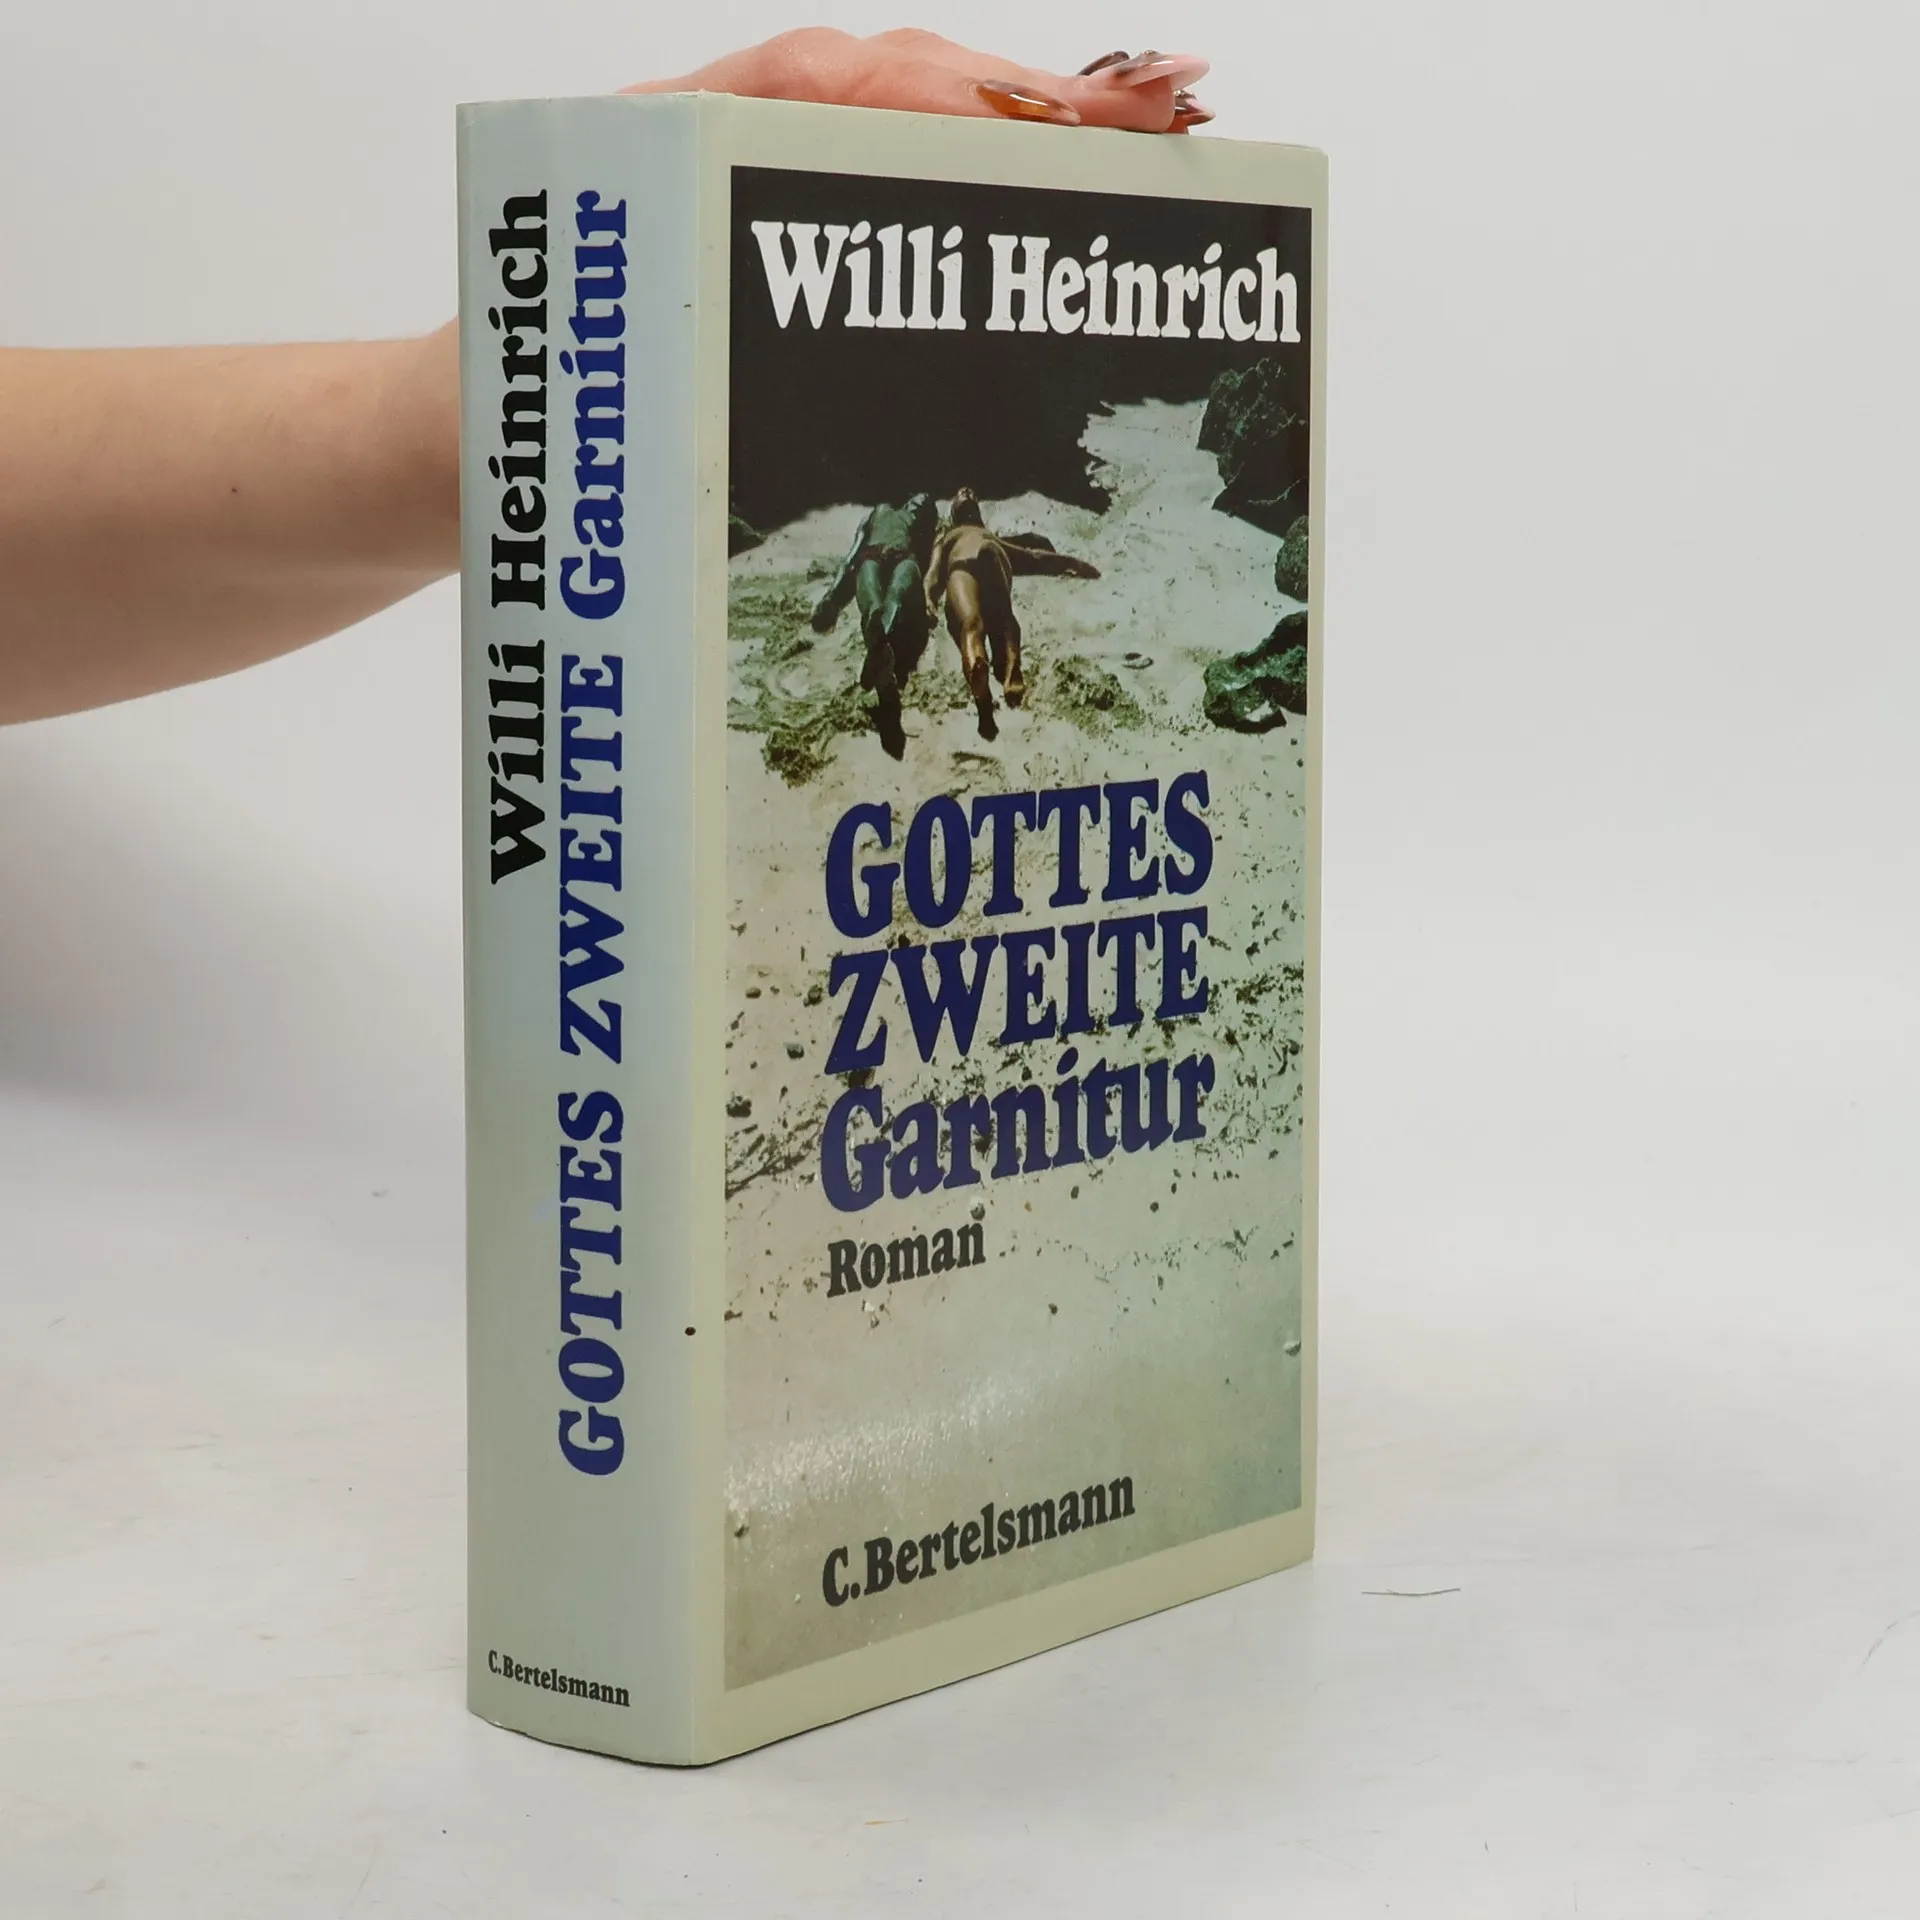 Willi Heinrich
GOTTES ZWEITE Garnitur
C.Bertelsmann
Willi Heinrich
GOTTES
ZWEITE
Garnitur
Roman
C.Bertelsmann